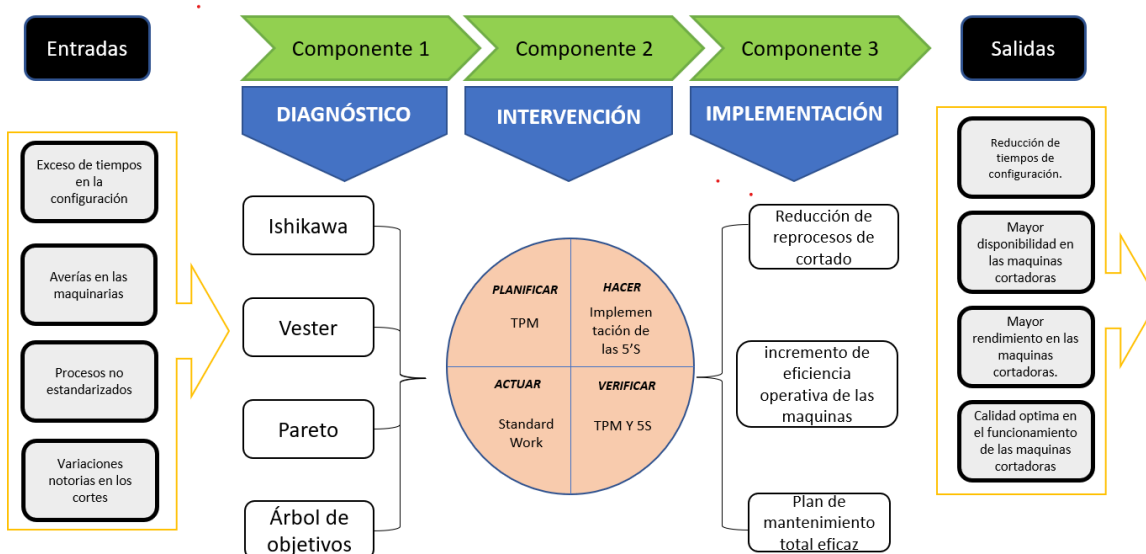 Entradas
Componente 1
Componente 2
Componente 3
Salidas
DIAGNÓSTICO
INTERVENCIÓN
IMPLEMENTACIÓN
Exceso de tiempos
en la
configuración
Averías en las
maquinarias
Procesos no
estandarizados
Variaciones
notorias en los
cortes
Ishikawa
Vester
Pareto
Árbol de
objetivos
PLANIFICAR
TPM
HACER
Implemen
tación de
las 5'S
ACTUAR
Standard
Work
VERIFICAR
TPM Y 5S
Reducción de
reprocesos de
cortado
incremento de
eficiencia
operativa de las
maquinas
Plan de
mantenimiento
total eficaz
Reducción de
tiempos de
configuración.
Mayor
disponibilidad en
las maquinas
cortadoras
Mayor
rendimiento en las
maquinas
cortadoras.
Calidad optima en
el funcionamiento
de las maquinas
cortadoras